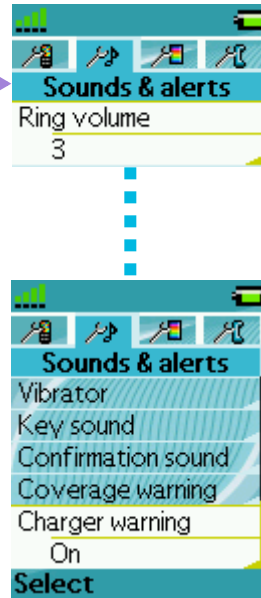 Sounds & alerts
Ring volume
3
Sounds & alerts
Vibrator
Key sound
Confirmation sound
Coverage warning
Charger warning
On
Select